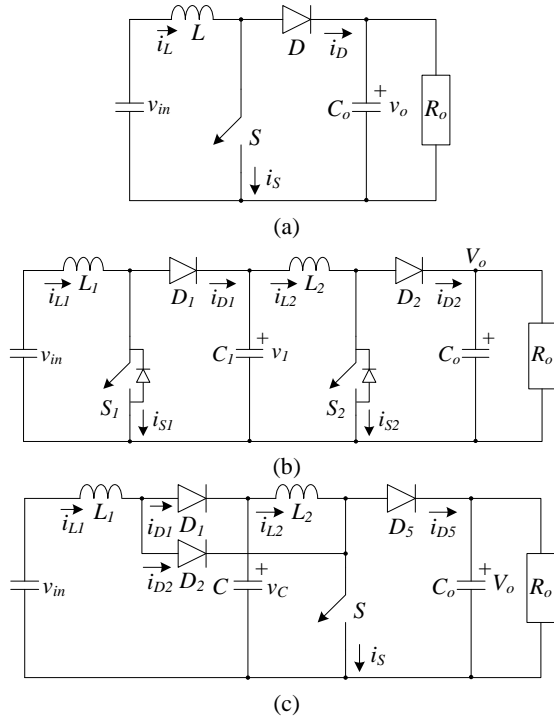 i_L L D i_D
v_in S C_o + v_o R_o
i_S
(a)
i_L1 L_1 D_1 i_D1 i_L2 L_2 D_2 i_D2 V_o
v_in S_1 C_1 + v_1 S_2 C_o + R_o
i_S1 i_S2
(b)
i_L1 L_1 i_D1 D_1 i_L2 L_2 D_5 i_D5
i_D2 D_2
v_in C + v_C S C_o + V_o R_o
i_S
(c)